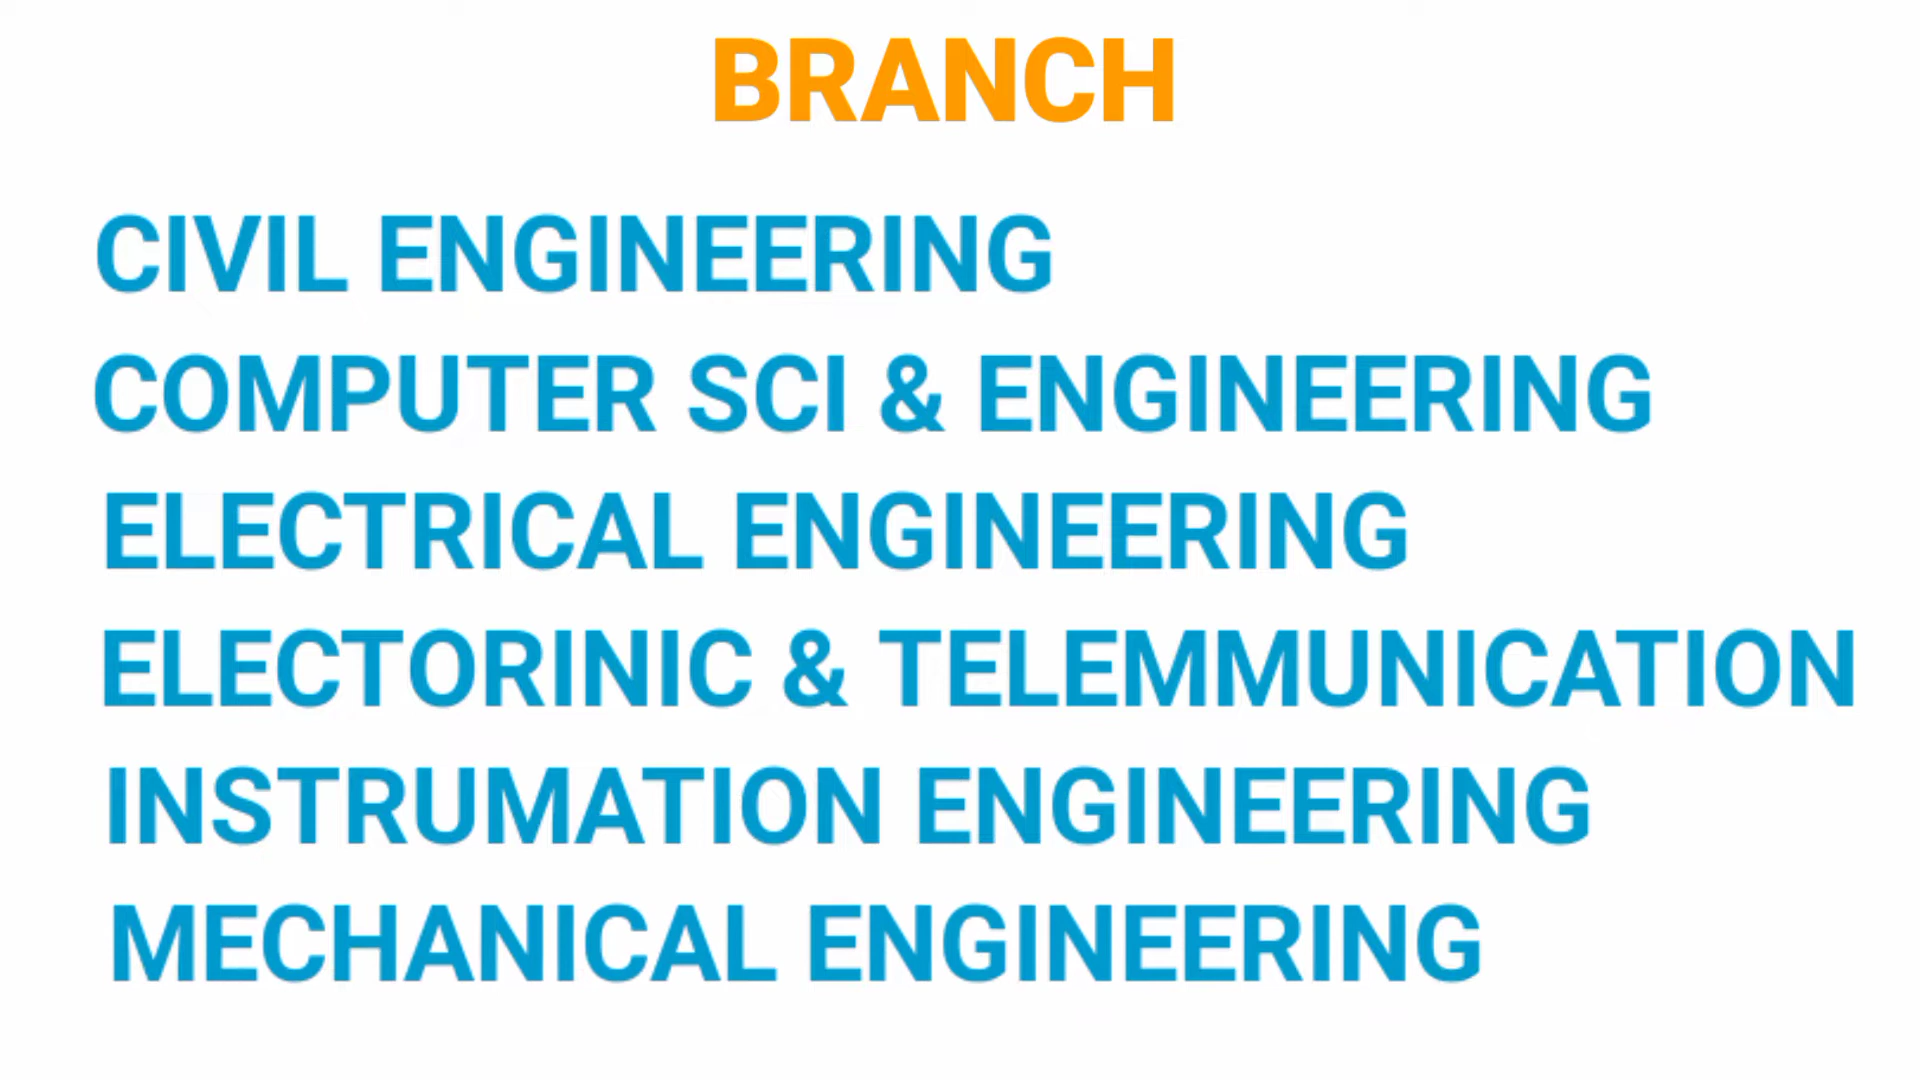 BRANCH
CIVIL ENGINEERING
COMPUTER SCI & ENGINEERING
ELECTRICAL ENGINEERING
ELECTORINIC & TELEMMUNICATION
INSTRUMATION ENGINEERING
MECHANICAL ENGINEERING